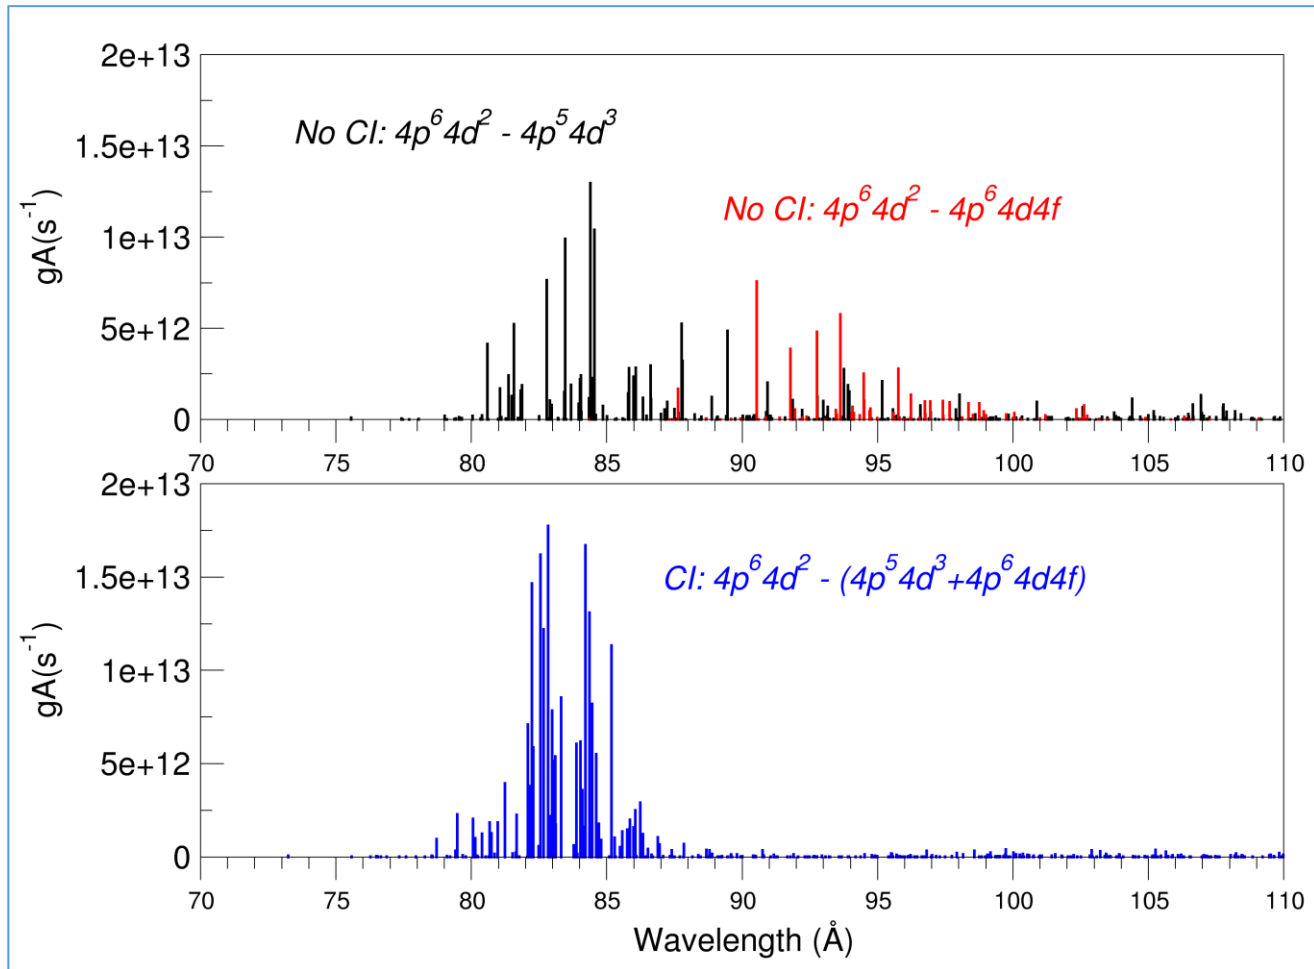 2e+13
No CI: 4p⁶4d² - 4p⁵4d³
1.5e+13
No CI: 4p⁶4d² - 4p⁶4d4f
1e+13
gA(s⁻¹)
5e+12
0
70 75 80 85 90 95 100 105 110
2e+13
CI: 4p⁶4d² - (4p⁵4d³+4p⁶4d4f)
1.5e+13
1e+13
gA(s⁻¹)
5e+12
0
70 75 80 85 90 95 100 105 110
Wavelength (Å)